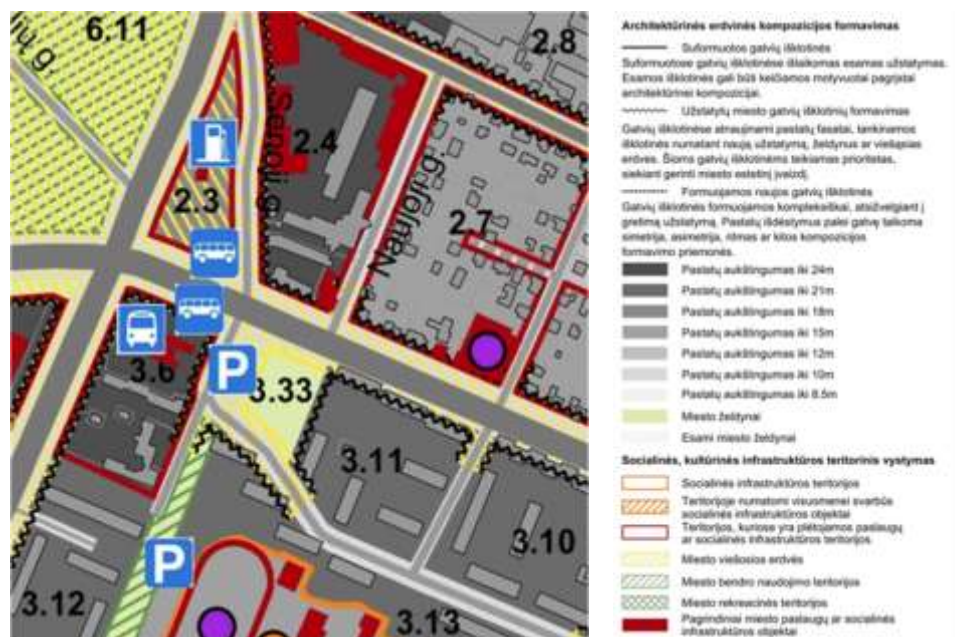 6.11
ių g.
2.8
Senoji g.
2.4
2.3
Naujoji g.
2.7
3.6
P
3.33
3.11
3.10
P
3.12
3.13
Architektūrinės erdvinės kompozicijos formavimas
Suformuotos gatvių išklotinės
Suformuotose gatvių išklotinėse išlaikomas esamas užstatymas.
Esamos išklotinės gali būti keičiamos motyvuotai pagrįstai
architektūrinei kompozicijai.
Užstatytų miesto gatvių išklotinių formavimas
Gatvių išklotinėse atnaujinami pastatų fasadai, tankinamos
išklotinės numatant naują užstatymą, želdynus ar viešąsias
erdves. Šioms gatvių išklotinėms teikiamas prioritetas,
siekiant gerinti miesto estetinį įvaizdį.
Formuojamos naujos gatvių išklotinės
Gatvių išklotinės formuojamos kompleksiškai, atsižvelgiant į
gretimą užstatymą. Pastatų išdėstymus palei gatvę taikoma
simetrija, asimetrija, ritmas ar kitos kompozicijos
formavimo priemonės.
Pastatų aukštingumas iki 24m
Pastatų aukštingumas iki 21m
Pastatų aukštingumas iki 18m
Pastatų aukštingumas iki 15m
Pastatų aukštingumas iki 12m
Pastatų aukštingumas iki 10m
Pastatų aukštingumas iki 8.5m
Miesto želdynai
Esami miesto želdynai
Socialinės, kultūrinės infrastruktūros teritorinis vystymas
Socialinės infrastruktūros teritorijos
Teritorijoje numatomi visuomenei svarbūs
socialinės infrastruktūros objektai
Teritorijos, kuriose yra plėtojamos paslaugų
ar socialinės infrastruktūros teritorijos
Miesto viešosios erdvės
Miesto bendro naudojimo teritorijos
Miesto rekreacinės teritorijos
Pagrindiniai miesto paslaugų ar socialinės
infrastruktūros objektai